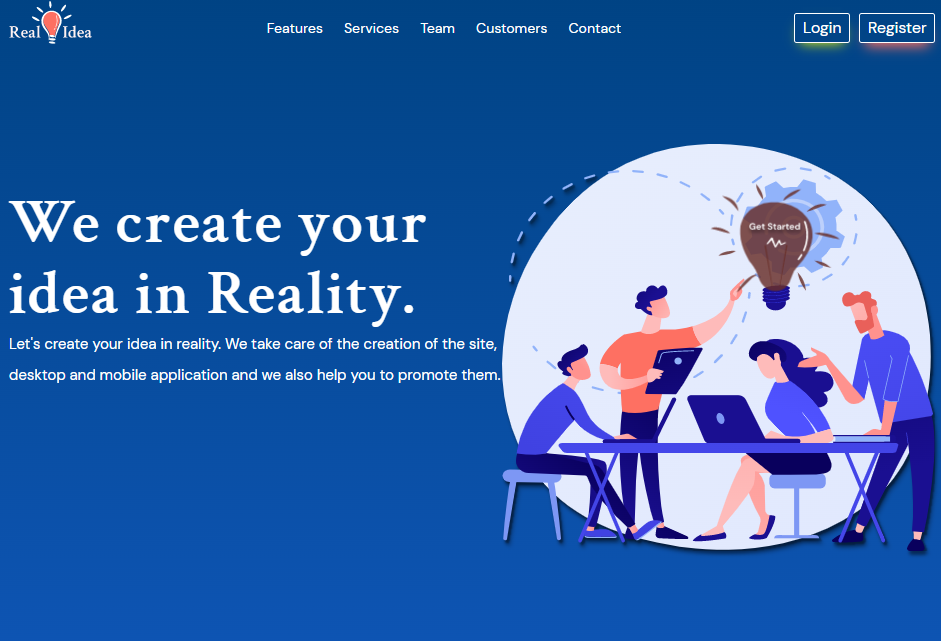 Real Idea
Features Services Team Customers Contact
Login Register
We create your
idea in Reality.
Let's create your idea in reality. We take care of the creation of the site,
desktop and mobile application and we also help you to promote them.
Get Started